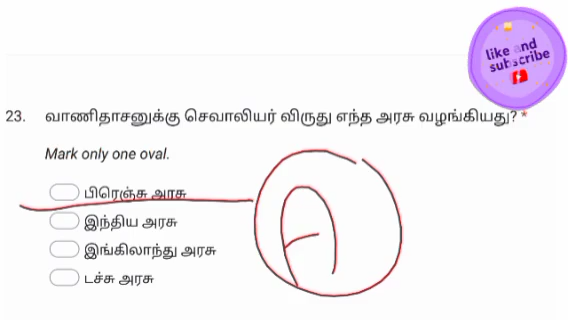 like and
subscribe
23. வாணிதாசனுக்கு செவாலியர் விருது எந்த அரசு வழங்கியது? *
Mark only one oval.
பிரெஞ்சு அரசு
இந்திய அரசு
இங்கிலாந்து அரசு
டச்சு அரசு
A